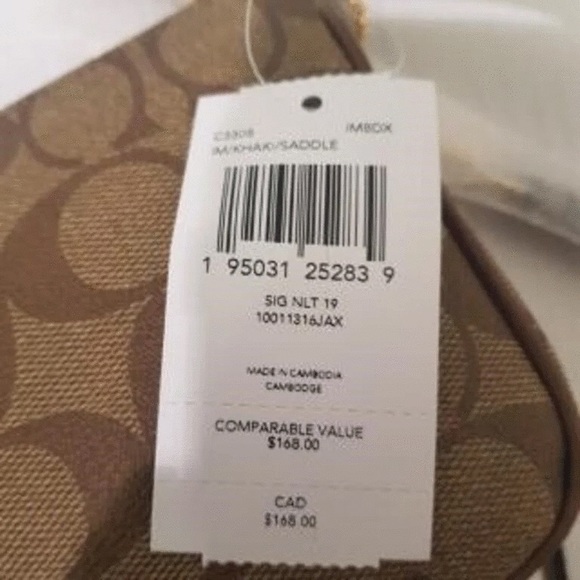 C3308 IMBDX
IM/KHAKI/SADDLE
1 95031 25283 9
SIG NLT 19
10011316JAX
MADE IN CAMBODIA
CAMBODGE
COMPARABLE VALUE
$168.00
CAD
$168.00